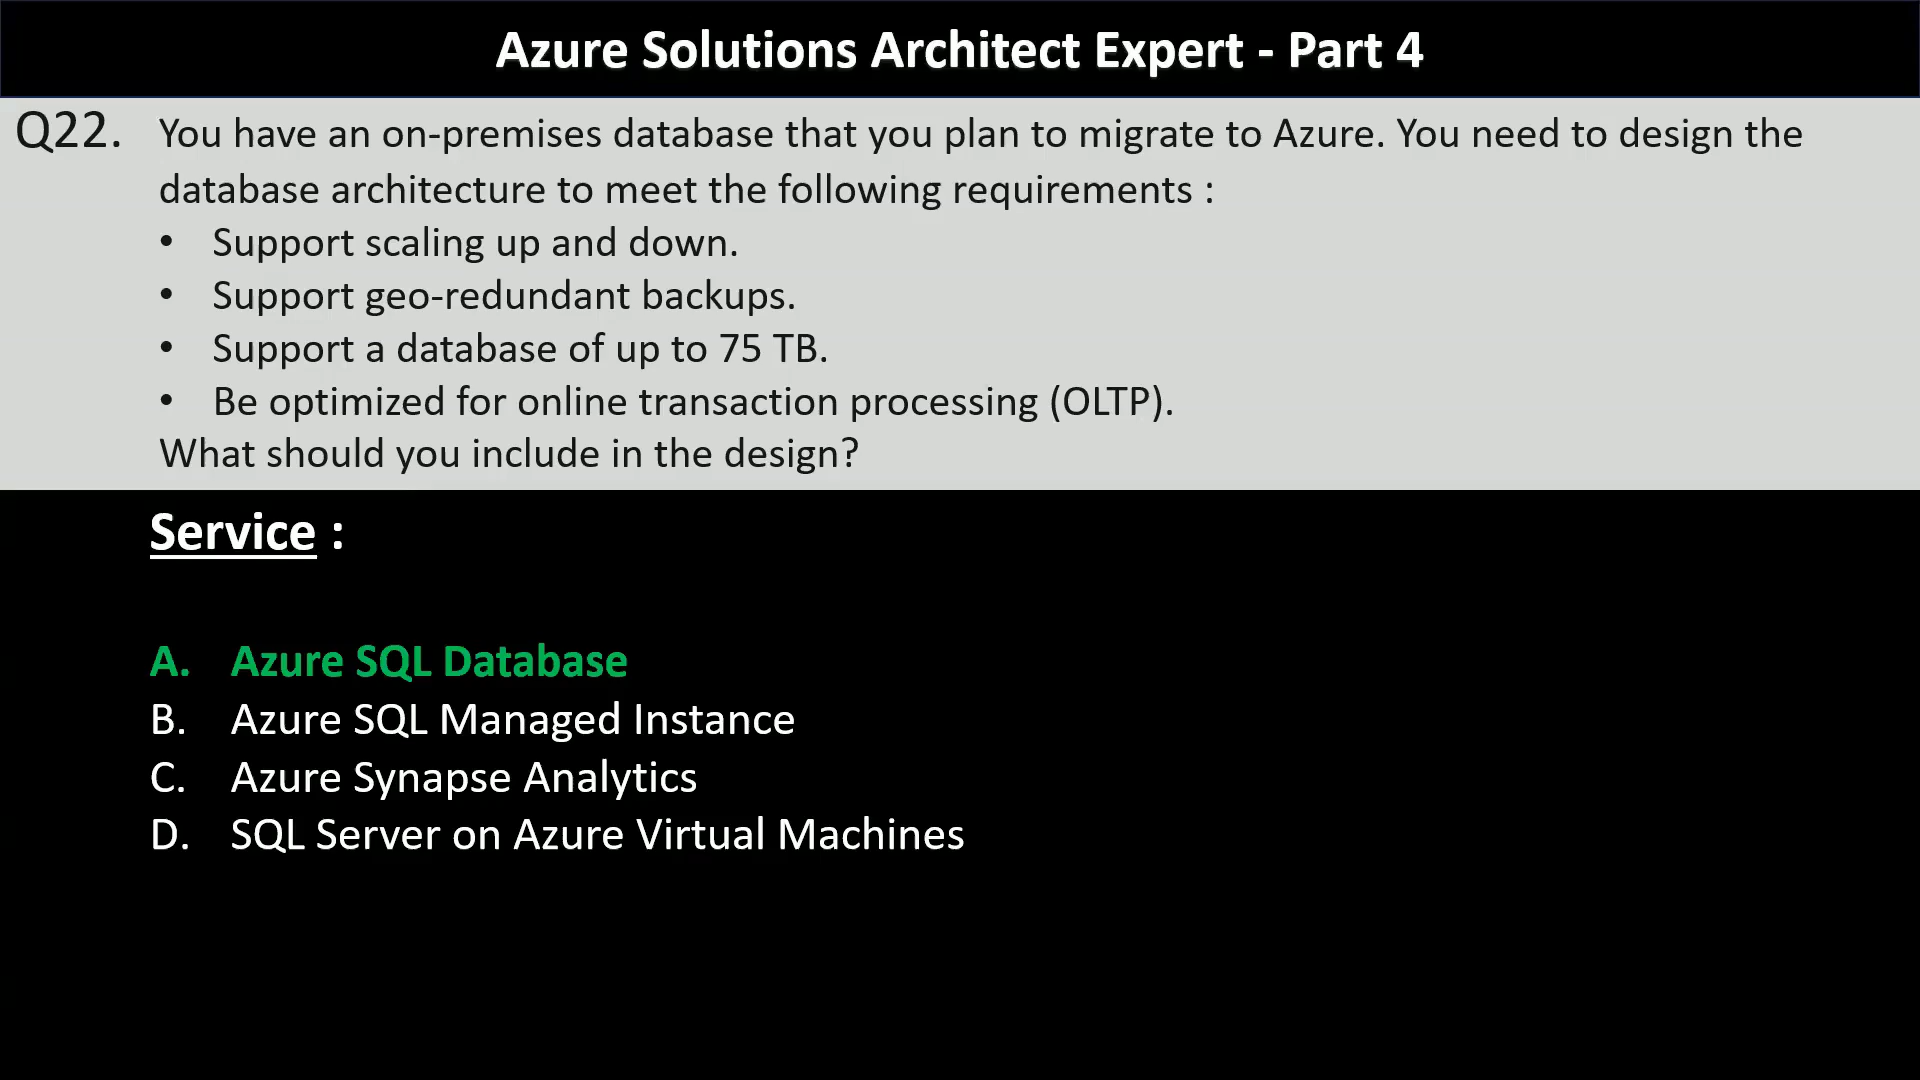 Azure Solutions Architect Expert - Part 4
Q22. You have an on-premises database that you plan to migrate to Azure. You need to design the
database architecture to meet the following requirements :
• Support scaling up and down.
• Support geo-redundant backups.
• Support a database of up to 75 TB.
• Be optimized for online transaction processing (OLTP).
What should you include in the design?
Service :
A. Azure SQL Database
B. Azure SQL Managed Instance
C. Azure Synapse Analytics
D. SQL Server on Azure Virtual Machines